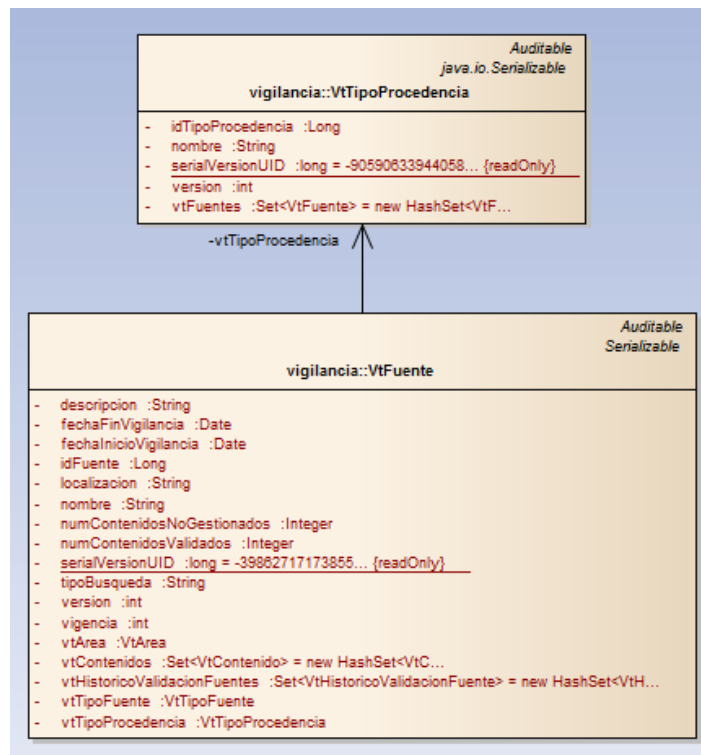 Auditable
java.io.Serializable
vigilancia::VtTipoProcedencia
- idTipoProcedencia :Long
- nombre :String
- serialVersionUID :long = -90590633944058... {readOnly}
- version :int
- vtFuentes :Set<VtFuente> = new HashSet<VtF...
-vtTipoProcedencia
Auditable
Serializable
vigilancia::VtFuente
- descripcion :String
- fechaFinVigilancia :Date
- fechaInicioVigilancia :Date
- idFuente :Long
- localizacion :String
- nombre :String
- numContenidosNoGestionados :Integer
- numContenidosValidados :Integer
- serialVersionUID :long = -39862717173855... {readOnly}
- tipoBusqueda :String
- version :int
- vigencia :int
- vtArea :VtArea
- vtContenidos :Set<VtContenido> = new HashSet<VtC...
- vtHistoricoValidacionFuentes :Set<VtHistoricoValidacionFuente> = new HashSet<VtH...
- vtTipoFuente :VtTipoFuente
- vtTipoProcedencia :VtTipoProcedencia